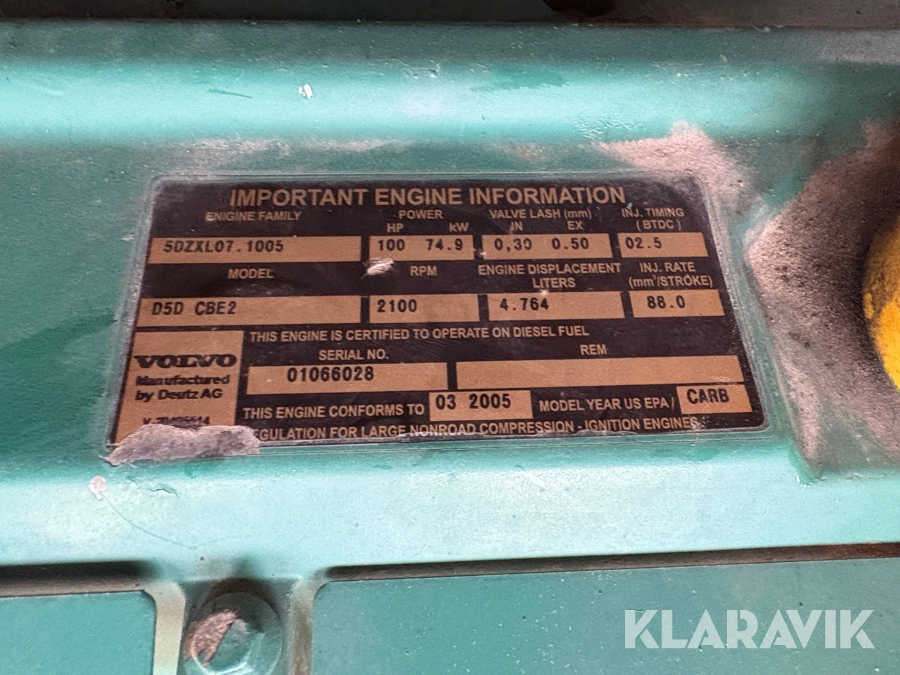 IMPORTANT ENGINE INFORMATION
ENIGINE FAMILY POWER VALVE LASH (mm) INJ. TIMING
HP kW IN EX (BTDC)
5DZXL07.1005 100 74.9 0,30 0.50 02.5
MODEL RPM ENGINE DISPLACEMENT INJ. RATE
LITERS (mm³/STROKE)
D5D CBE2 2100 4.764 88.0
THIS ENGINE IS CERTIFIED TO OPERATE ON DIESEL FUEL
VOLVO SERIAL NO. REM
Manufactured 01066028
by Deutz AG
THIS ENGINE CONFORMS TO 03 2005 MODEL YEAR US EPA / CARB
REGULATION FOR LARGE NONROAD COMPRESSION - IGNITION ENGINES
KLARAVIK